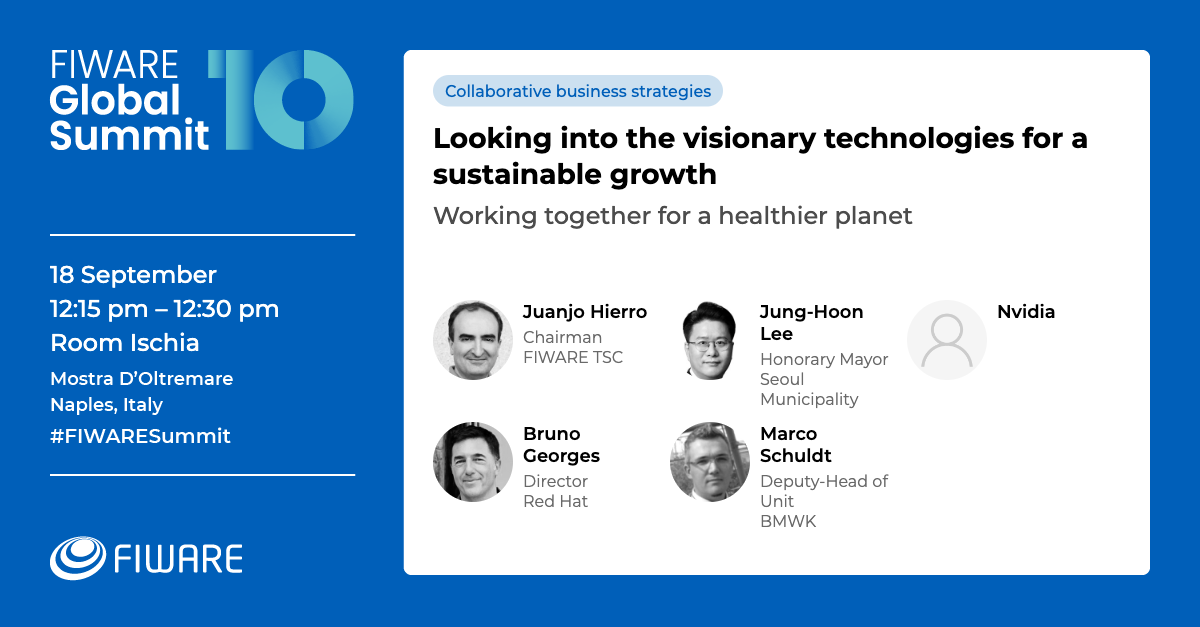 FIWARE
Global
Summit
10
18 September
12:15 pm – 12:30 pm
Room Ischia
Mostra D’Oltremare
Naples, Italy
#FIWARESummit
FIWARE
Collaborative business strategies
Looking into the visionary technologies for a
sustainable growth
Working together for a healthier planet
Juanjo Hierro
Chairman
FIWARE TSC
Jung-Hoon
Lee
Honorary Mayor
Seoul
Municipality
Nvidia
Bruno
Georges
Director
Red Hat
Marco
Schuldt
Deputy-Head of
Unit
BMWK